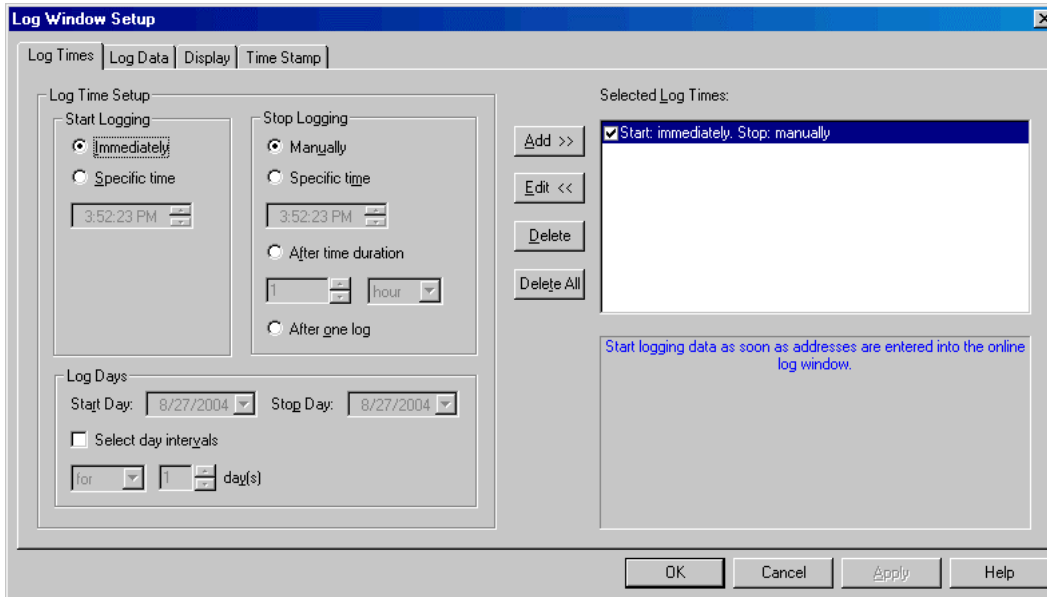 Log Window Setup
Log Times Log Data Display Time Stamp
Log Time Setup
Start Logging
Immediately
Specific time
3:52:23 PM
Stop Logging
Manually
Specific time
3:52:23 PM
After time duration
1 hour
After one log
Log Days
Start Day: 8/27/2004 Stop Day: 8/27/2004
Select day intervals
for 1 day(s)
Add >>
Edit <<
Delete
Delete All
Selected Log Times:
Start: immediately. Stop: manually
Start logging data as soon as addresses are entered into the online
log window.
OK Cancel Apply Help